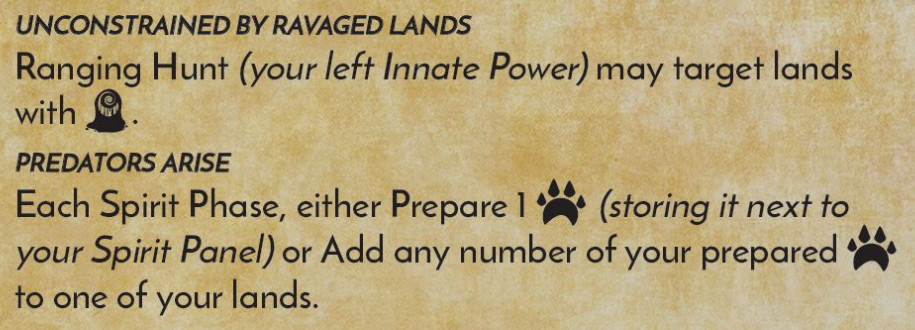 UNCONSTRAINED BY RAVAGED LANDS
Ranging Hunt (your left Innate Power) may target lands
with .
PREDATORS ARISE
Each Spirit Phase, either Prepare 1 (storing it next to
your Spirit Panel) or Add any number of your prepared
to one of your lands.